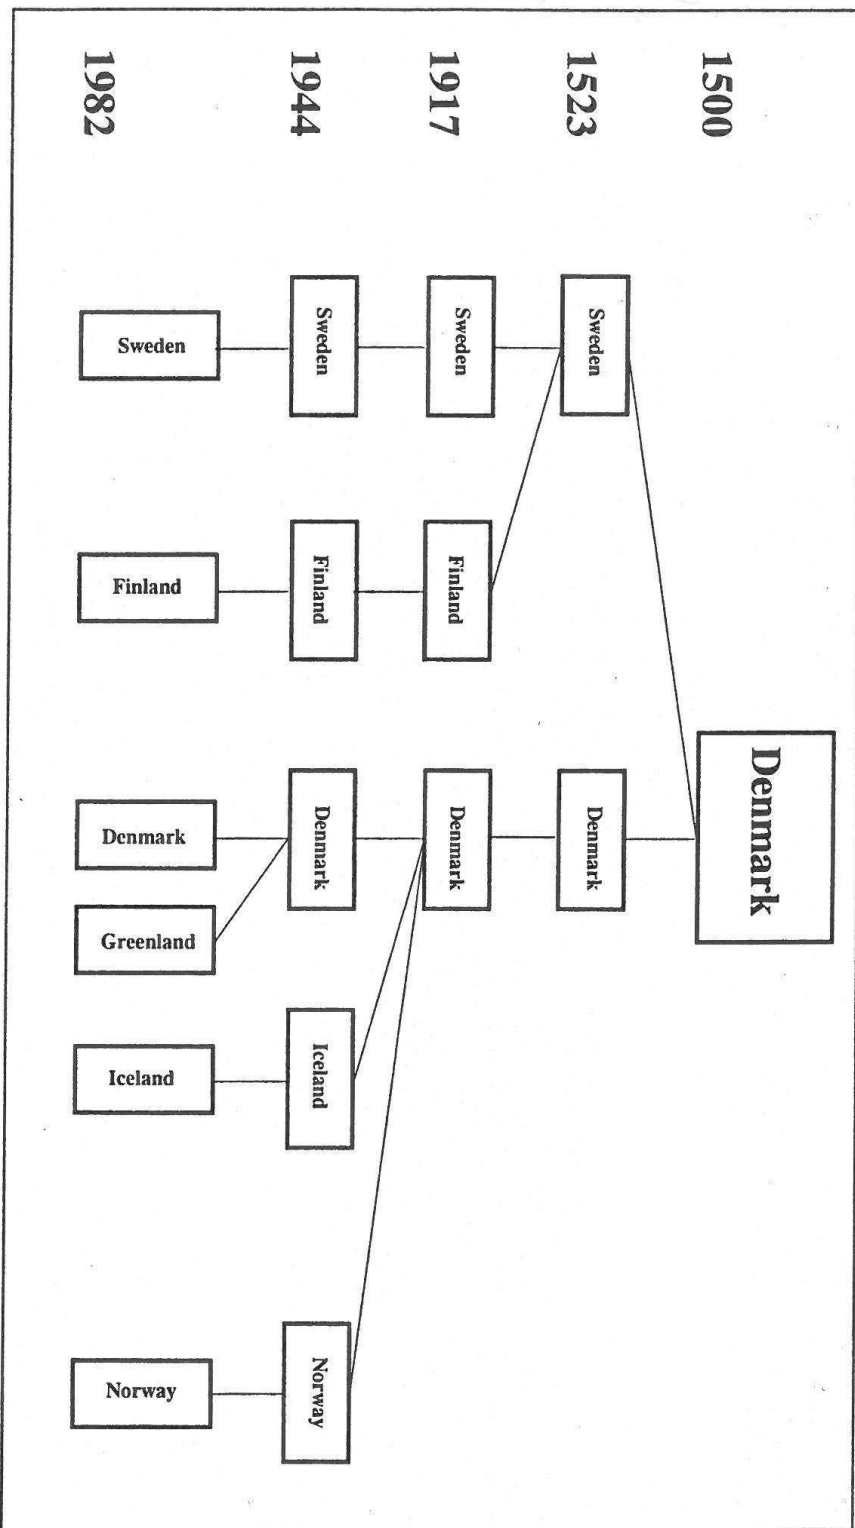 1500
Denmark
1523
Sweden
Denmark
1917
Sweden
Finland
Denmark
1944
Sweden
Finland
Denmark
Iceland
Norway
1982
Sweden
Finland
Denmark
Greenland
Iceland
Norway